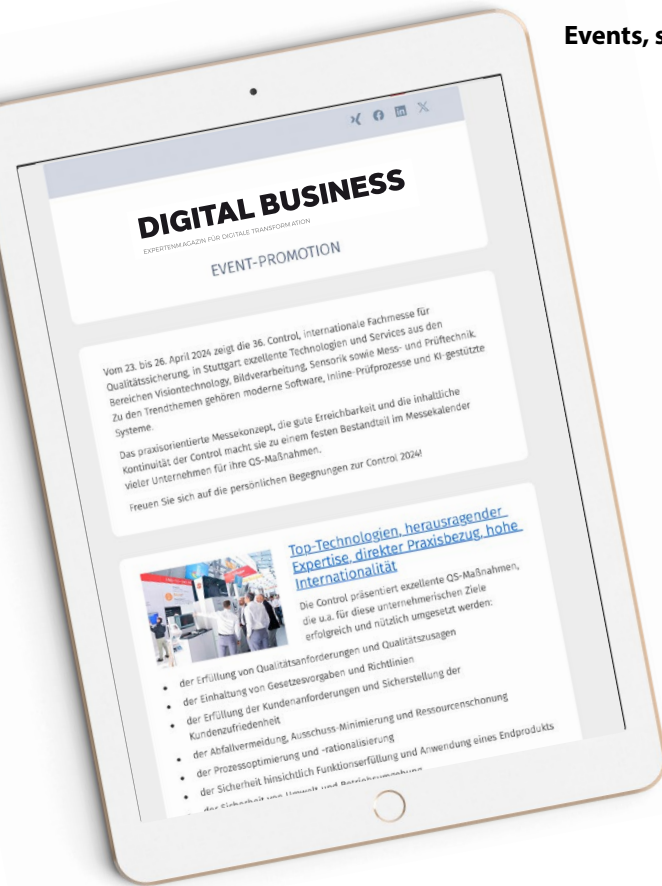 Events, s
DIGITAL BUSINESS
EXPERTENMAGAZIN FÜR DIGITALE TRANSFORMATION
EVENT-PROMOTION
Vom 23. bis 26. April 2024 zeigt die 36. Control, internationale Fachmesse für
Qualitätssicherung, in Stuttgart exzellente Technologien und Services aus den
Bereichen Visiontechnology, Bildverarbeitung, Sensorik sowie Mess- und Prüftechnik.
Zu den Trendthemen gehören moderne Software, Inline-Prüfprozesse und KI-gestützte
Systeme.
Das praxisorientierte Messekonzept, die gute Erreichbarkeit und die inhaltliche
Kontinuität der Control macht sie zu einem festen Bestandteil im Messekalender
vieler Unternehmen für ihre QS-Maßnahmen.
Freuen Sie sich auf die persönlichen Begegnungen zur Control 2024!
Top-Technologien, herausragender
Expertise, direkter Praxisbezug, hohe
Internationalität
Die Control präsentiert exzellente QS-Maßnahmen,
die u.a. für diese unternehmerischen Ziele
erfolgreich und nützlich umgesetzt werden:
• der Erfüllung von Qualitätsanforderungen und Qualitätszusagen
• der Einhaltung von Gesetzesvorgaben und Richtlinien
• der Erfüllung der Kundenanforderungen und Sicherstellung der
Kundenzufriedenheit
• der Abfallvermeidung, Ausschuss-Minimierung und Ressourcenschonung
• der Prozessoptimierung und -rationalisierung
• der Sicherheit hinsichtlich Funktionserfüllung und Anwendung eines Endprodukts
• der Sicherheit von Umwelt und Betriebsumgebung